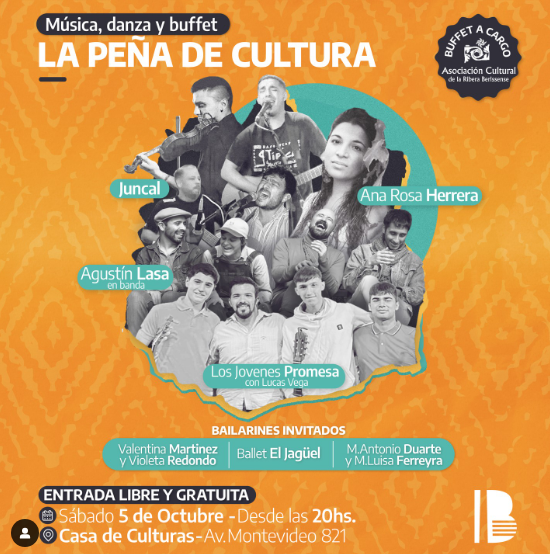 Música, danza y buffet
LA PEÑA DE CULTURA
BUFFET A CARGO
Asociación Cultural
de la Ribera Berissense
Juncal
Ana Rosa Herrera
Agustín Lasa
en banda
Los Jovenes Promesa
con Lucas Vega
BAILARINES INVITADOS
Valentina Martinez
y Violeta Redondo
Ballet El Jagüel
M.Antonio Duarte
y M.Luisa Ferreyra
ENTRADA LIBRE Y GRATUITA
Sábado 5 de Octubre -Desde las 20hs.
Casa de Culturas-Av.Montevideo 821
B